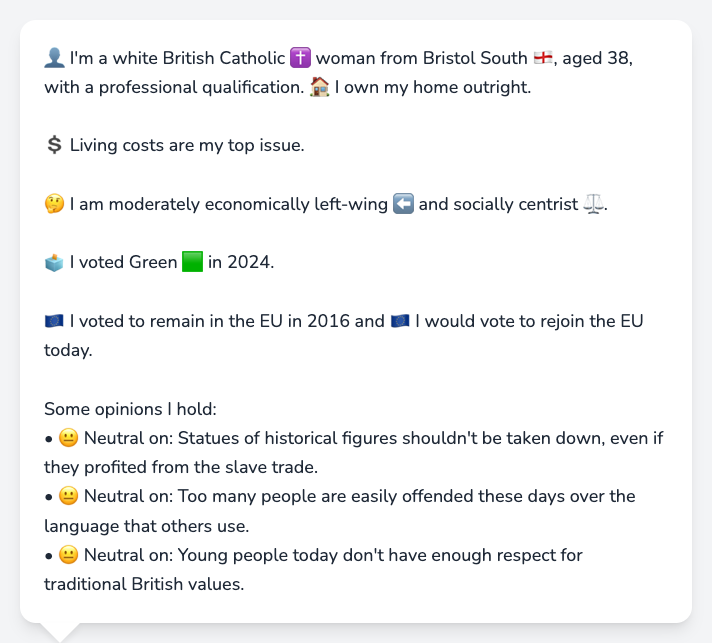 👤 I'm a white British Catholic ✝️ woman from Bristol South 🏴󠁧󠁢󠁥󠁮󠁧󠁿, aged 38,
with a professional qualification. 🏠 I own my home outright.
💲 Living costs are my top issue.
🤔 I am moderately economically left-wing ⬅️ and socially centrist ⚖️.
🗳️ I voted Green 🟩 in 2024.
🇪🇺 I voted to remain in the EU in 2016 and 🇪🇺 I would vote to rejoin the EU
today.
Some opinions I hold:
• 😐 Neutral on: Statues of historical figures shouldn't be taken down, even if
they profited from the slave trade.
• 😐 Neutral on: Too many people are easily offended these days over the
language that others use.
• 😐 Neutral on: Young people today don't have enough respect for
traditional British values.